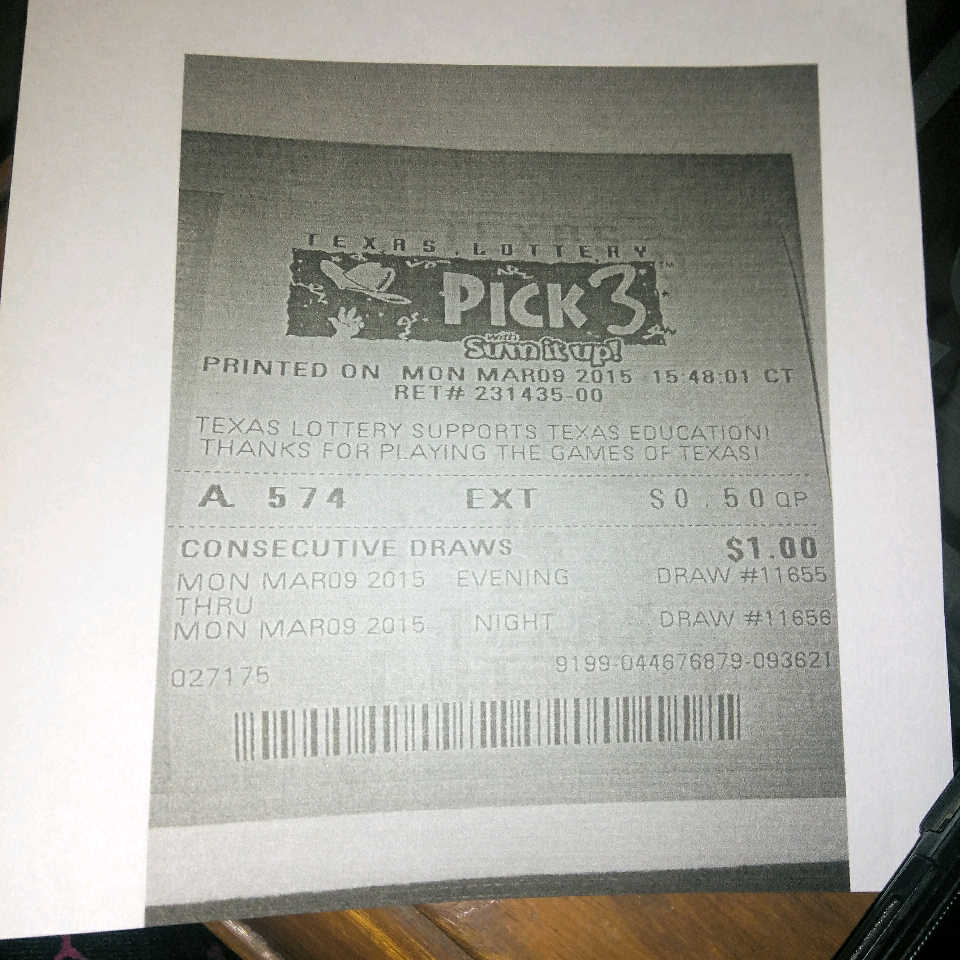 TEXAS LOTTERY
PICK 3™
with
Sum it up!
PRINTED ON MON MAR09 2015 15:48:01 CT
RET# 231435-00
TEXAS LOTTERY SUPPORTS TEXAS EDUCATION!
THANKS FOR PLAYING THE GAMES OF TEXAS!
A 574 EXT $0.50 QP
CONSECUTIVE DRAWS $1.00
MON MAR09 2015 EVENING DRAW #11655
THRU
MON MAR09 2015 NIGHT DRAW #11656
027175 9199-044676879-093621